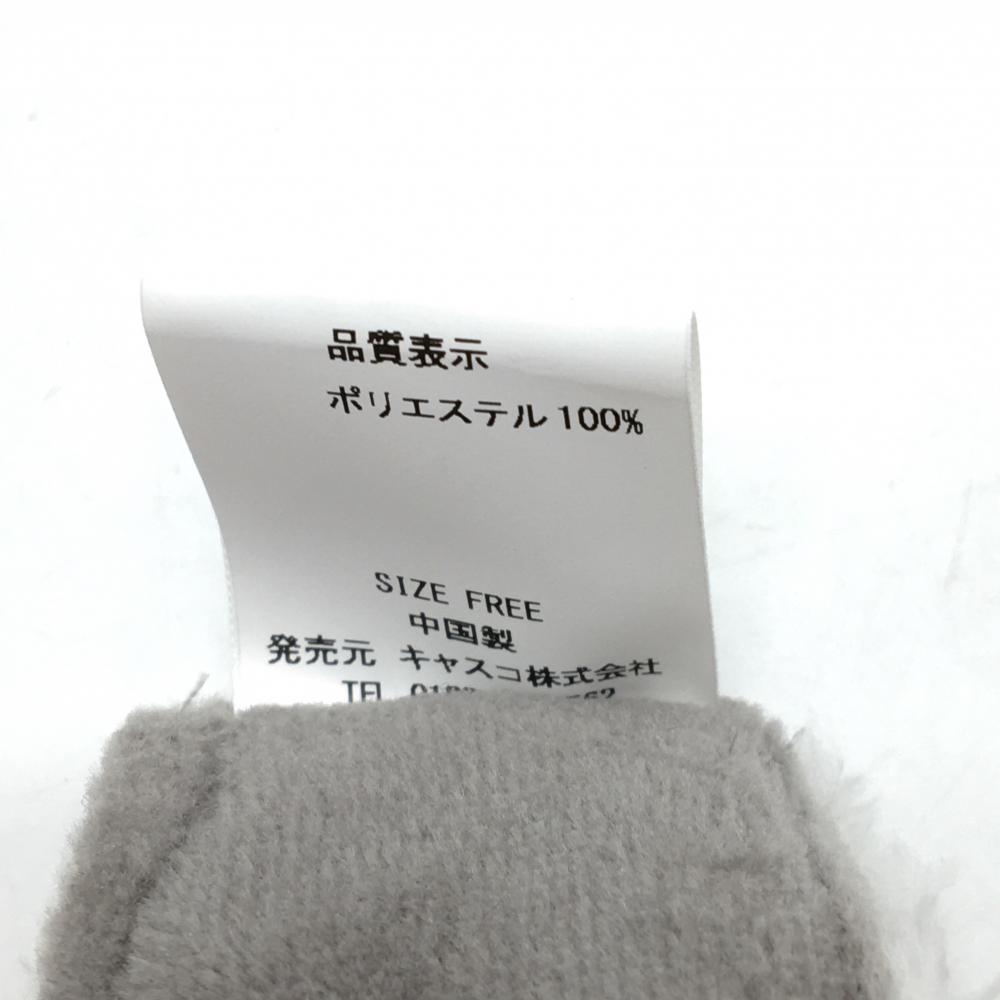 品質表示
ポリエステル100%
SIZE FREE
中国製
発売元 キャスコ株式会社
TEL